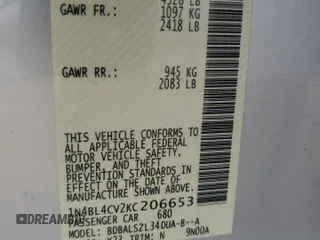 GAWR FR.: 1097 KG
2418 LB
GAWR RR.: 945 KG
2083 LB
THIS VEHICLE CONFORMS TO
ALL APPLICABLE FEDERAL
MOTOR VEHICLE SAFETY,
BUMPER, AND THEFT
PREVENTION STANDARDS IN
EFFECT ON THE DATE OF
MANUFACTURE SHOWN ABOVE.
1N4BL4CV2KC206653
PASSENGER CAR 680
MODEL: BDBALSZL34DUA-B--A
TRIM: N 9N00A